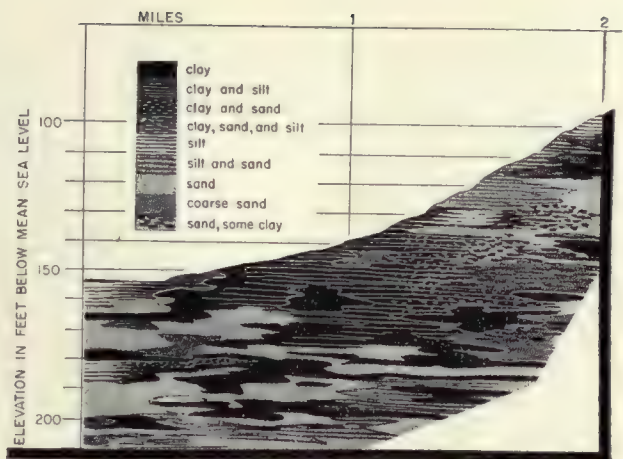 MILES
1
2
clay
clay and silt
clay and sand
clay, sand, and silt
silt
silt and sand
sand
coarse sand
sand, some clay
ELEVATION IN FEET BELOW MEAN SEA LEVEL
100
150
200